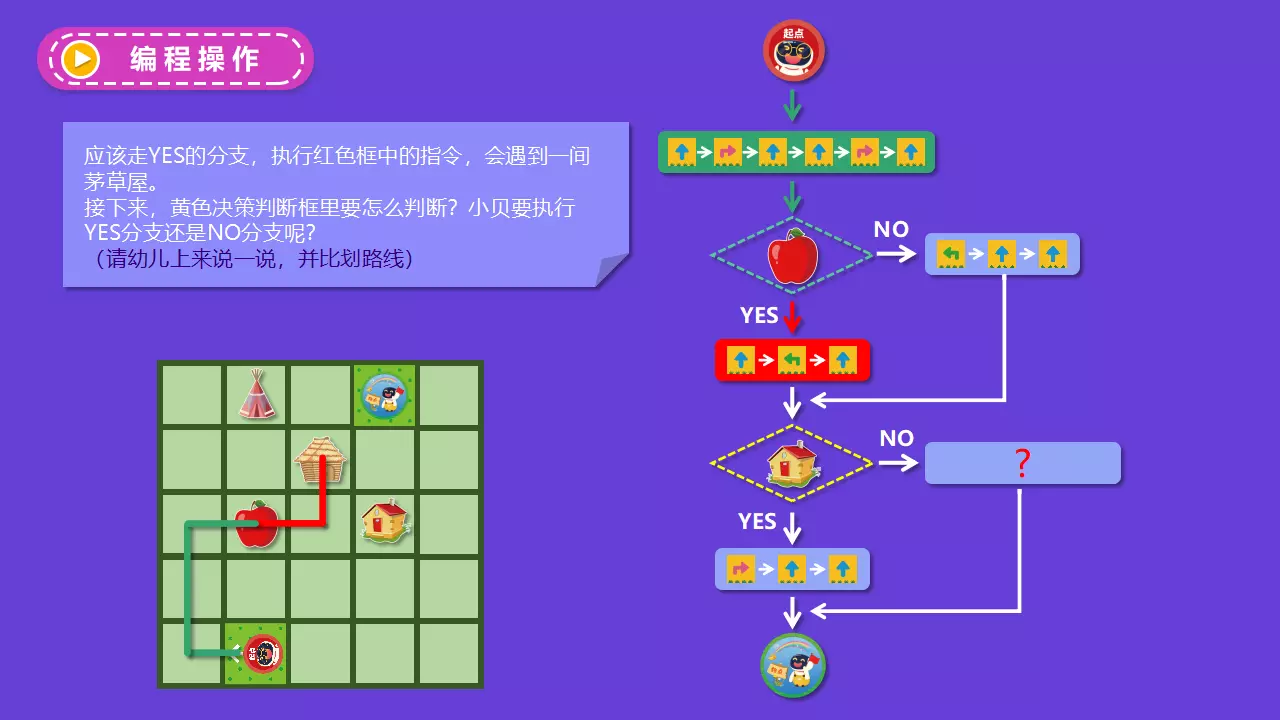 编程操作
应该走YES的分支，执行红色框中的指令，会遇到一间
茅草屋。
接下来，黄色决策判断框里要怎么判断？小贝要执行
YES分支还是NO分支呢？
（请幼儿上来说一说，并比划路线）
起点
NO
YES
NO
?
YES